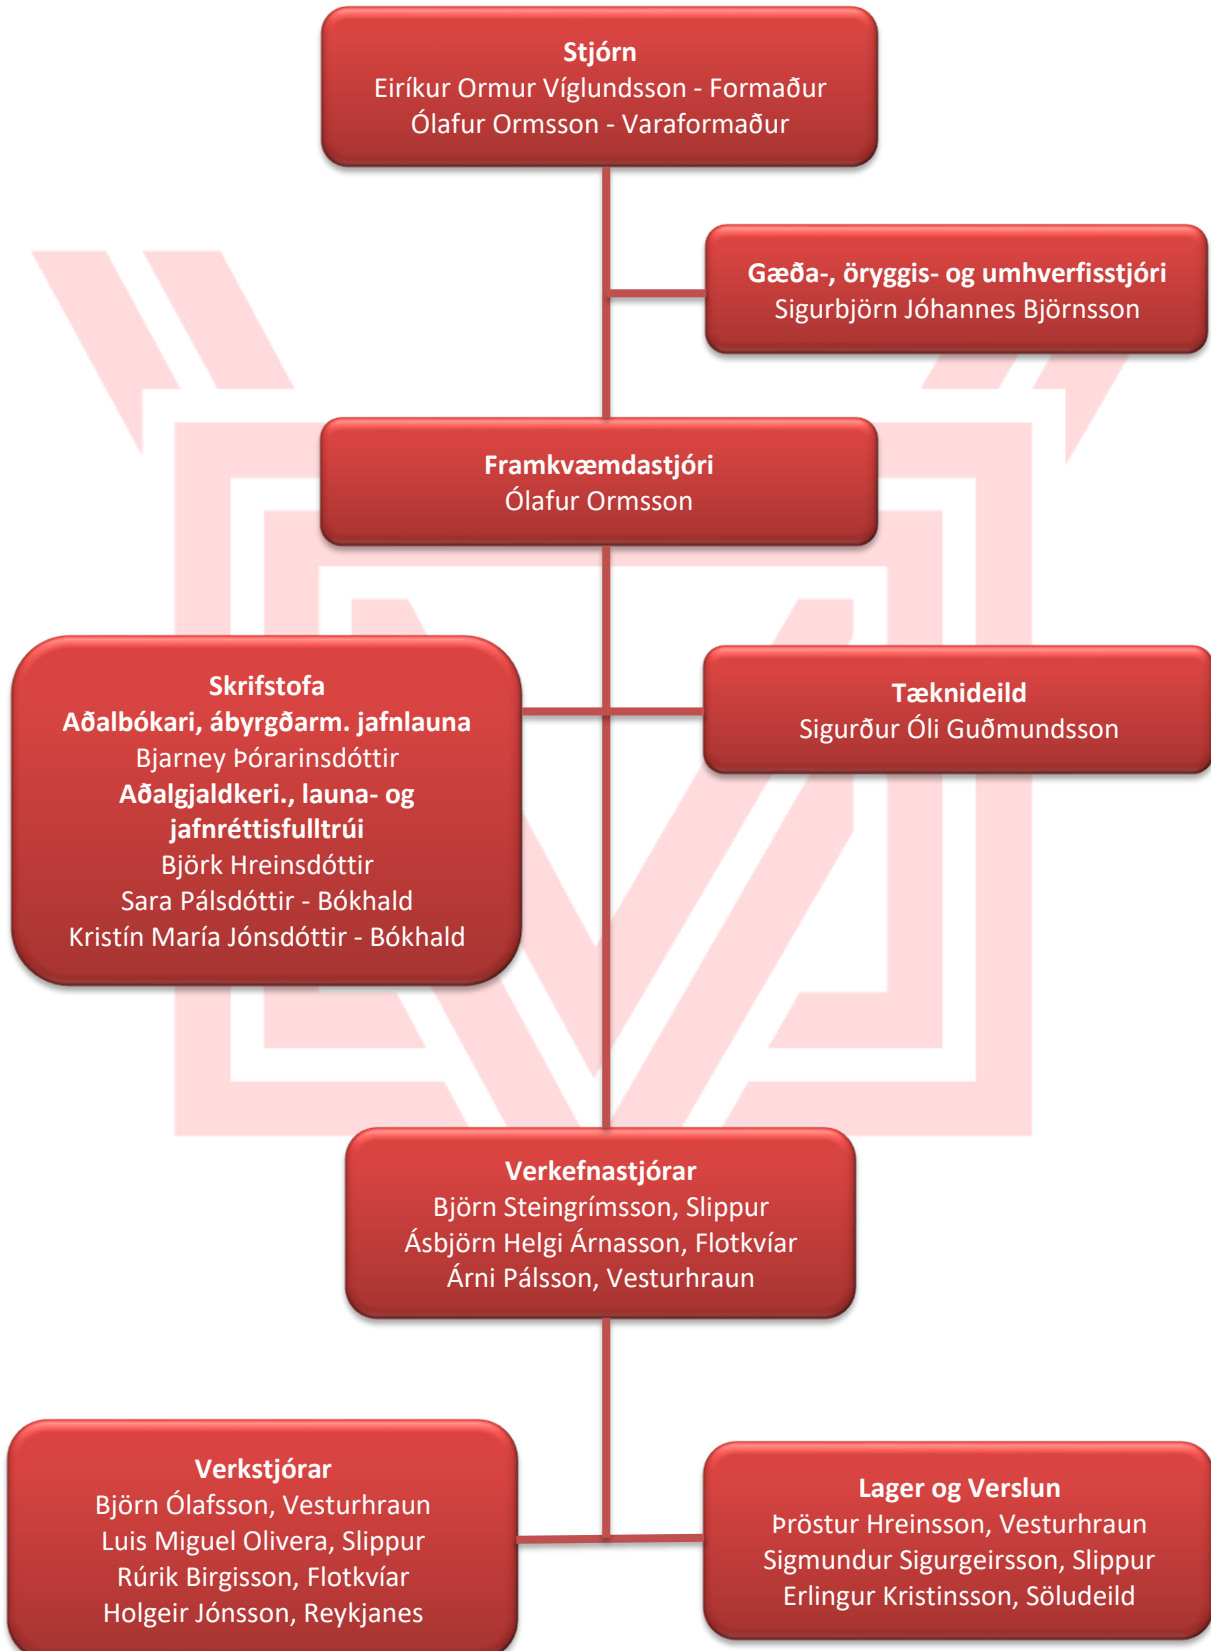 Stjórn
Eiríkur Ormur Víglundsson - Formaður
Ólafur Ormsson - Varaformaður
Gæða-, öryggis- og umhverfisstjóri
Sigurbjörn Jóhannes Björnsson
Framkvæmdastjóri
Ólafur Ormsson
Skrifstofa
Aðalbókari, ábyrgðarm. jafnlauna
Bjarney Þórarinsdóttir
Aðalgjaldkeri., launa- og
jafnréttisfulltrúi
Björk Hreinsdóttir
Sara Pálsdóttir - Bókhald
Kristín María Jónsdóttir - Bókhald
Tæknideild
Sigurður Óli Guðmundsson
Verkefnastjórar
Björn Steingrímsson, Slippur
Ásbjörn Helgi Árnasson, Flotkvíar
Árni Pálsson, Vesturhraun
Verkstjórar
Björn Ólafsson, Vesturhraun
Luis Miguel Olivera, Slippur
Rúrik Birgisson, Flotkvíar
Holgeir Jónsson, Reykjanes
Lager og Verslun
Þröstur Hreinsson, Vesturhraun
Sigmundur Sigurgeirsson, Slippur
Erlingur Kristinsson, Söludeild